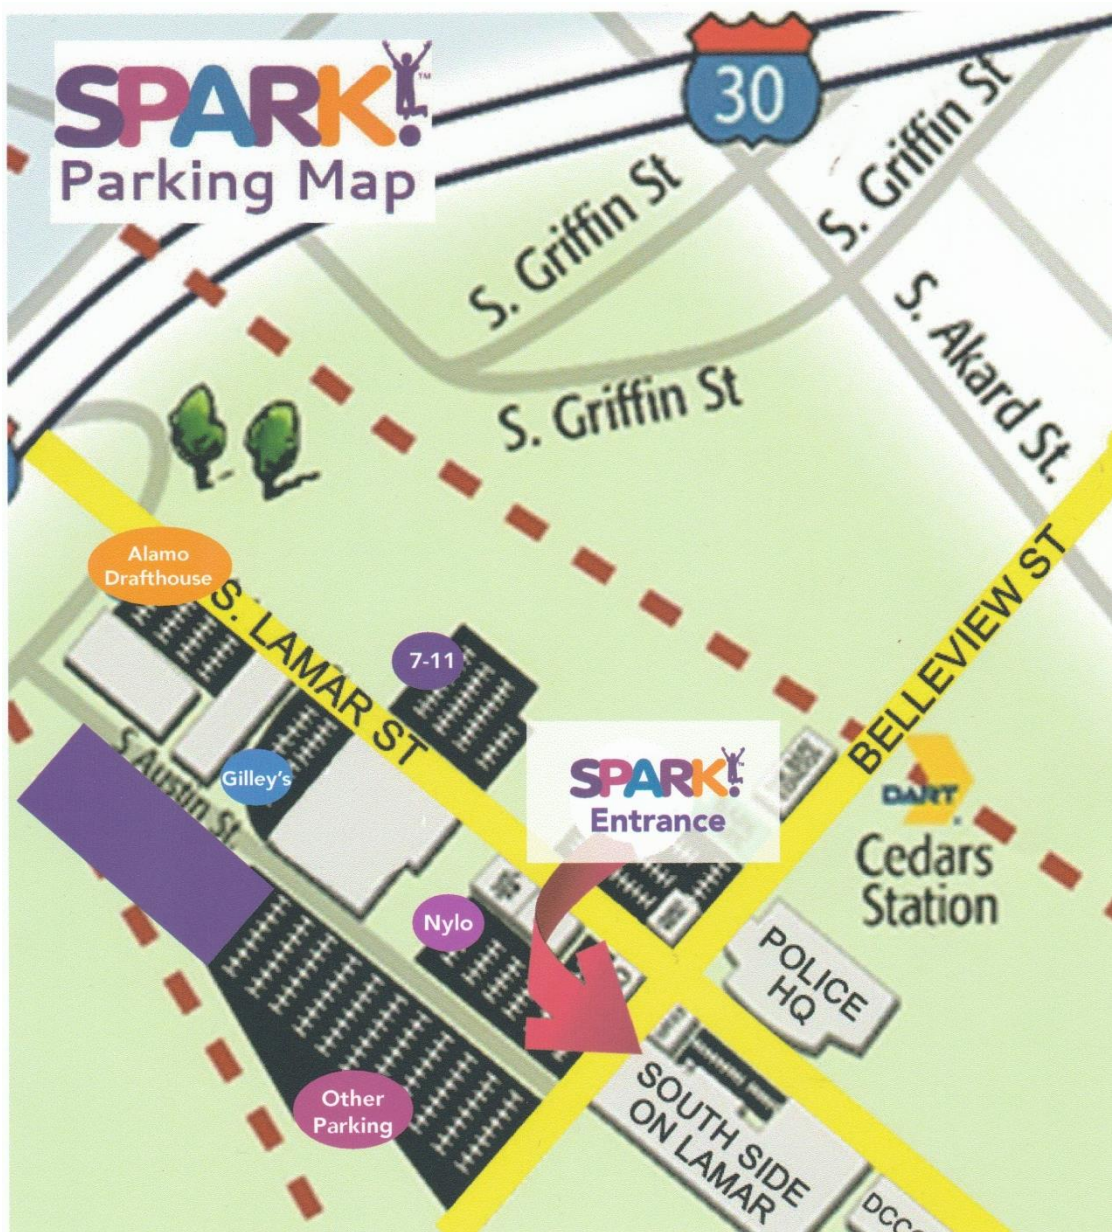 SPARK!™
Parking Map
30
S. Griffin St
S. Griffin St
S. Griffin St
S. Akard St.
Alamo
Drafthouse
S. LAMAR ST
7-11
BELLEVIEW ST
S. Austin St.
Gilley's
SPARK!
Entrance
DART
Cedars
Station
Nylo
POLICE
HQ
Other
Parking
SOUTH SIDE
ON LAMAR